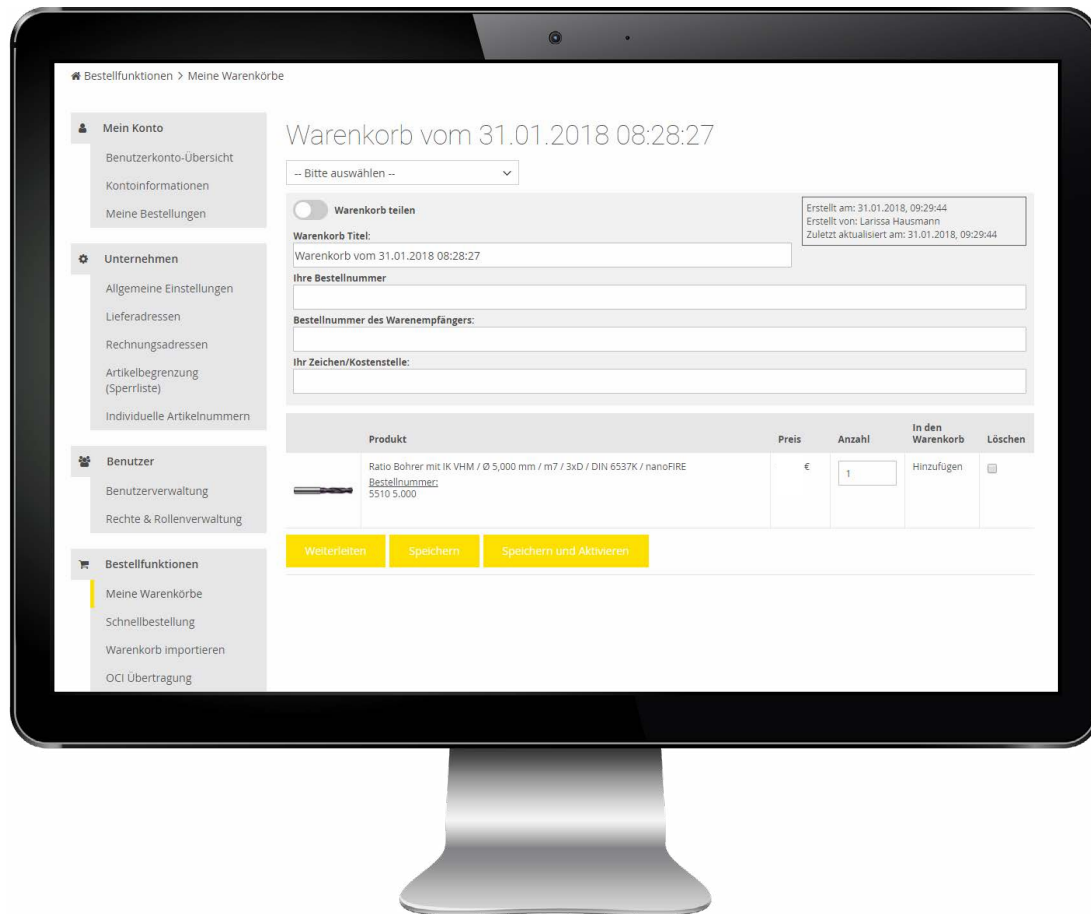 Bestellfunktionen > Meine Warenkörbe
Mein Konto
Benutzerkonto-Übersicht
Kontoinformationen
Meine Bestellungen
Unternehmen
Allgemeine Einstellungen
Lieferadressen
Rechnungsadressen
Artikelbegrenzung
(Sperrliste)
Individuelle Artikelnummern
Benutzer
Benutzerverwaltung
Rechte & Rollenverwaltung
Bestellfunktionen
Meine Warenkörbe
Schnellbestellung
Warenkorb importieren
OCI Übertragung
Warenkorb vom 31.01.2018 08:28:27
-- Bitte auswählen --
Warenkorb teilen
Erstellt am: 31.01.2018, 09:29:44
Erstellt von: Larissa Hausmann
Zuletzt aktualisiert am: 31.01.2018, 09:29:44
Warenkorb Titel:
Warenkorb vom 31.01.2018 08:28:27
Ihre Bestellnummer
Bestellnummer des Warenempfängers:
Ihr Zeichen/Kostenstelle:
Produkt Preis Anzahl In den Warenkorb Löschen
Ratio Bohrer mit IK VHM / Ø 5,000 mm / m7 / 3xD / DIN 6537K / nanoFIRE € 1 Hinzufügen
Bestellnummer:
5510 5.000
Weiterleiten Speichern Speichern und Aktivieren